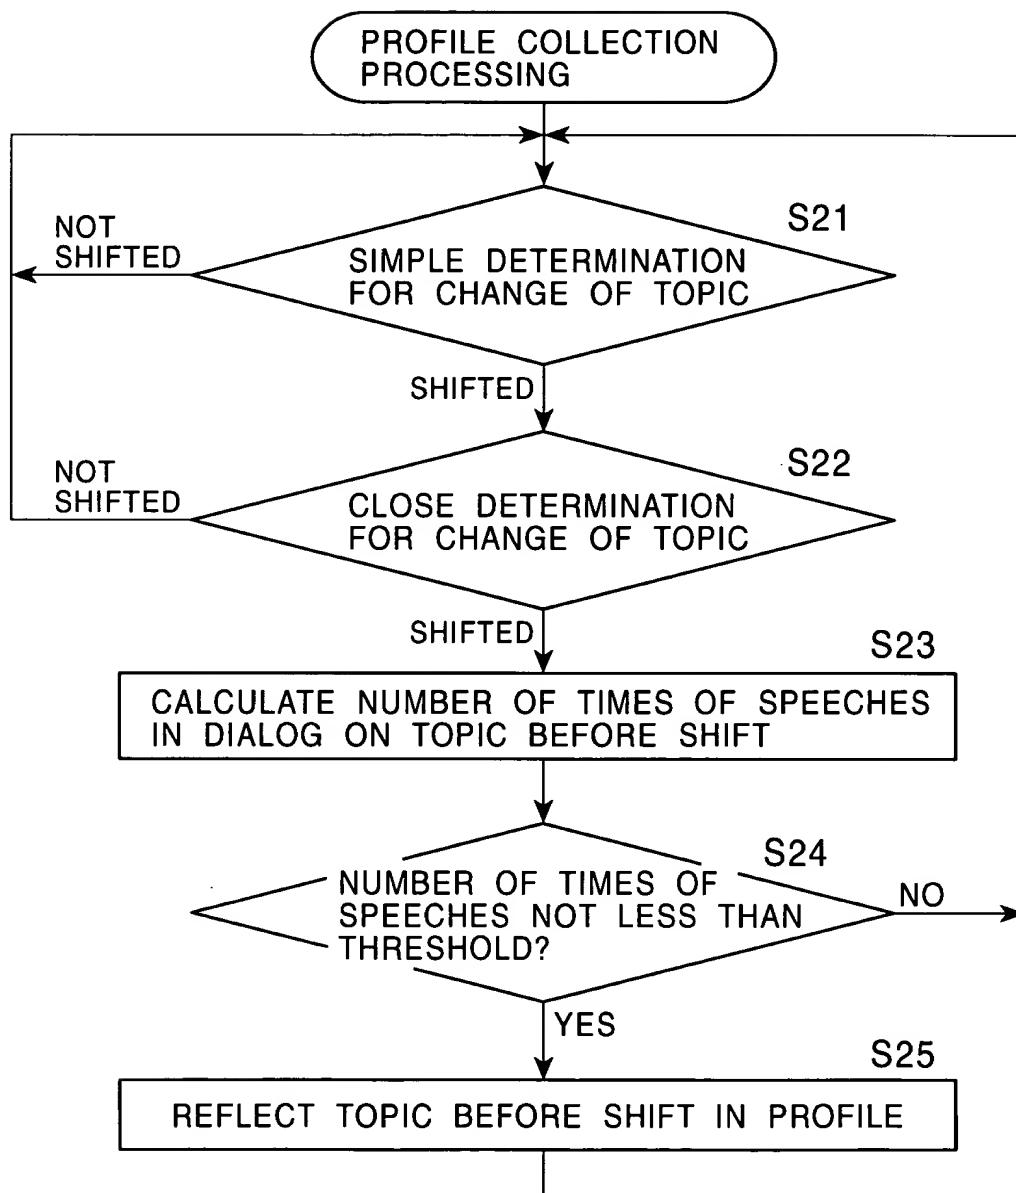 PROFILE COLLECTION
PROCESSING
S21
NOT
SHIFTED
SIMPLE DETERMINATION
FOR CHANGE OF TOPIC
SHIFTED
S22
NOT
SHIFTED
CLOSE DETERMINATION
FOR CHANGE OF TOPIC
SHIFTED
S23
CALCULATE NUMBER OF TIMES OF SPEECHES
IN DIALOG ON TOPIC BEFORE SHIFT
S24
NUMBER OF TIMES OF
SPEECHES NOT LESS THAN
THRESHOLD?
NO
YES
S25
REFLECT TOPIC BEFORE SHIFT IN PROFILE